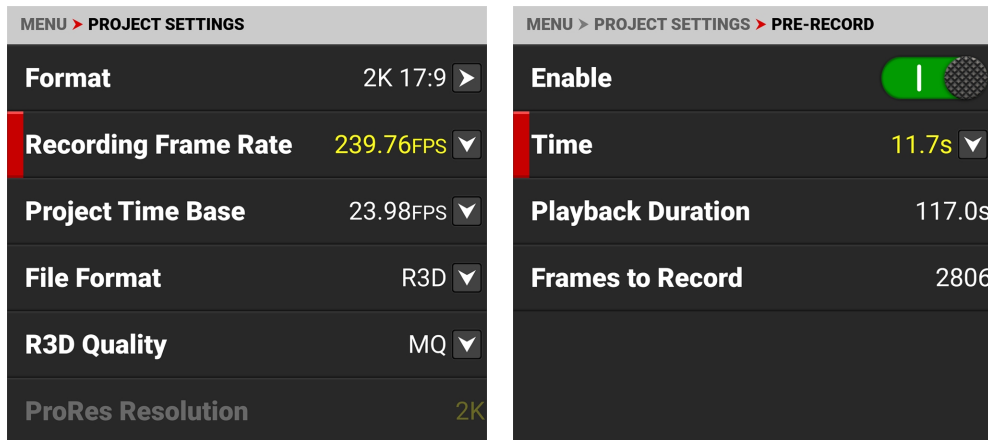 MENU > PROJECT SETTINGS
Format 2K 17:9
Recording Frame Rate 239.76FPS
Project Time Base 23.98FPS
File Format R3D
R3D Quality MQ
ProRes Resolution 2K
MENU > PROJECT SETTINGS > PRE-RECORD
Enable
Time 11.7s
Playback Duration 117.0s
Frames to Record 2806